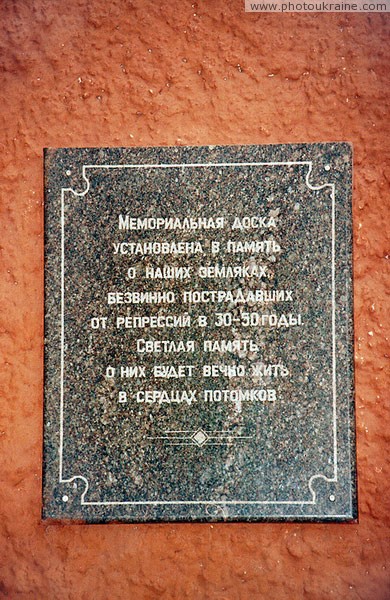 www.photoukraine.com
Мемориальная доска
установлена в память
о наших земляках,
безвинно пострадавших
от репрессий в 30-50 годы.
Светлая память
о них будет вечно жить
в сердцах потомков.